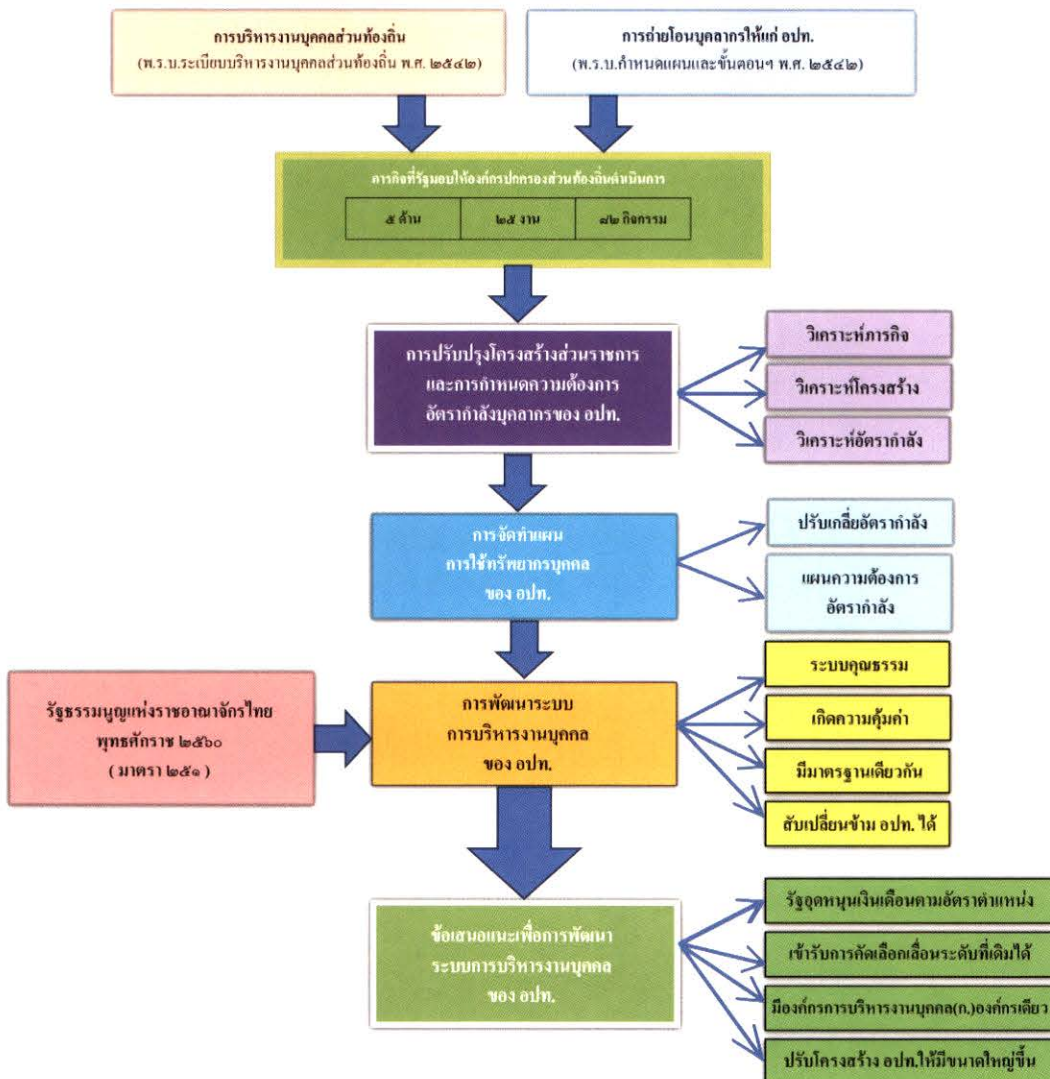 การบริหารงานบุคคลส่วนท้องถิ่น
(พ.ร.บ.ระเบียบบริหารงานบุคคลส่วนท้องถิ่น พ.ศ. ๒๕๔๒)
การถ่ายโอนบุคลากรให้แก่ อปท.
(พ.ร.บ.กำหนดแผนและขั้นตอนฯ พ.ศ. ๒๕๔๒)
ภารกิจที่รัฐมอบให้องค์กรปกครองส่วนท้องถิ่นดำเนินการ
๕ ด้าน
๒๕ งาน
๘๒ กิจกรรม
การปรับปรุงโครงสร้างส่วนราชการ
และการกำหนดความต้องการ
อัตรากำลังบุคลากรของ อปท.
วิเคราะห์ภารกิจ
วิเคราะห์โครงสร้าง
วิเคราะห์อัตรากำลัง
การจัดทำแผน
การใช้ทรัพยากรบุคคล
ของ อปท.
ปรับเกลี่ยอัตรากำลัง
แผนความต้องการ
อัตรากำลัง
รัฐธรรมนูญแห่งราชอาณาจักรไทย
พุทธศักราช ๒๕๖๐
( มาตรา ๒๕๑ )
การพัฒนาระบบ
การบริหารงานบุคคล
ของ อปท.
ระบบคุณธรรม
เกิดความคุ้มค่า
มีมาตรฐานเดียวกัน
สับเปลี่ยนข้าม อปท. ได้
ข้อเสนอแนะเพื่อการพัฒนา
ระบบการบริหารงานบุคคล
ของ อปท.
รัฐอุดหนุนเงินเดือนตามอัตราตำแหน่ง
เข้ารับการคัดเลือกเลื่อนระดับที่เดิมได้
มีองค์กรการบริหารงานบุคคล(ก.)องค์กรเดียว
ปรับโครงสร้าง อปท.ให้มีขนาดใหญ่ขึ้น